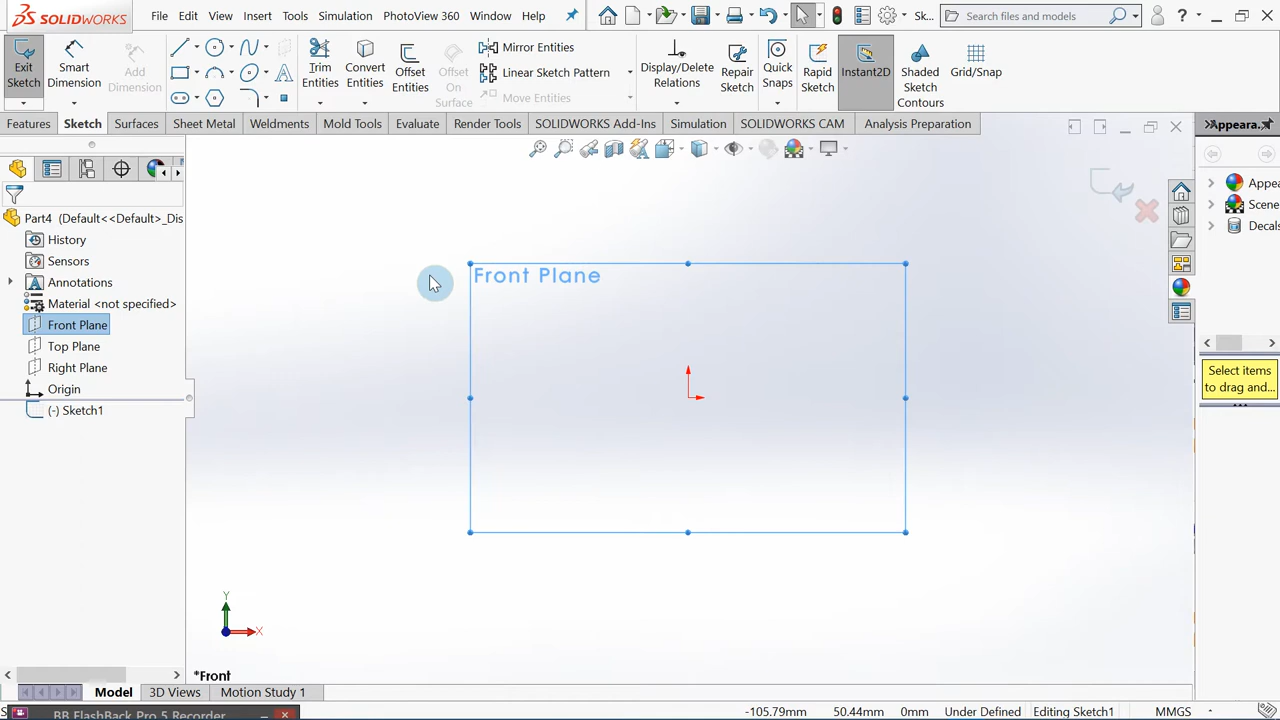 SOLIDWORKS
File Edit View Insert Tools Simulation PhotoView 360 Window Help
Sk...
Search files and models
?
Exit Sketch
Smart Dimension
Add Dimension
Trim Entities
Convert Entities
Offset Entities
Offset On Surface
Mirror Entities
Linear Sketch Pattern
Move Entities
Display/Delete Relations
Repair Sketch
Quick Snaps
Rapid Sketch
Instant2D
Shaded Sketch Contours
Grid/Snap
Features Sketch Surfaces Sheet Metal Weldments Mold Tools Evaluate Render Tools SOLIDWORKS Add-Ins Simulation SOLIDWORKS CAM Analysis Preparation
Appeara...
Part4 (Default<<Default>_Dis
History
Sensors
Annotations
Material <not specified>
Front Plane
Top Plane
Right Plane
Origin
(-) Sketch1
Front Plane
Appea
Scene
Decals
Select items
to drag and...
Y
X
*Front
Model 3D Views Motion Study 1
BB FlashBack Pro 5 Recorder
-105.79mm 50.44mm 0mm Under Defined Editing Sketch1 MMGS